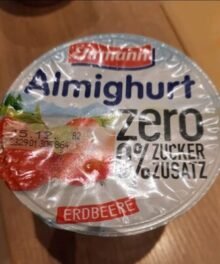 Ehrmann
Almighurt
zero
0% ZUCKER
ZUSATZ
ERDBEERE